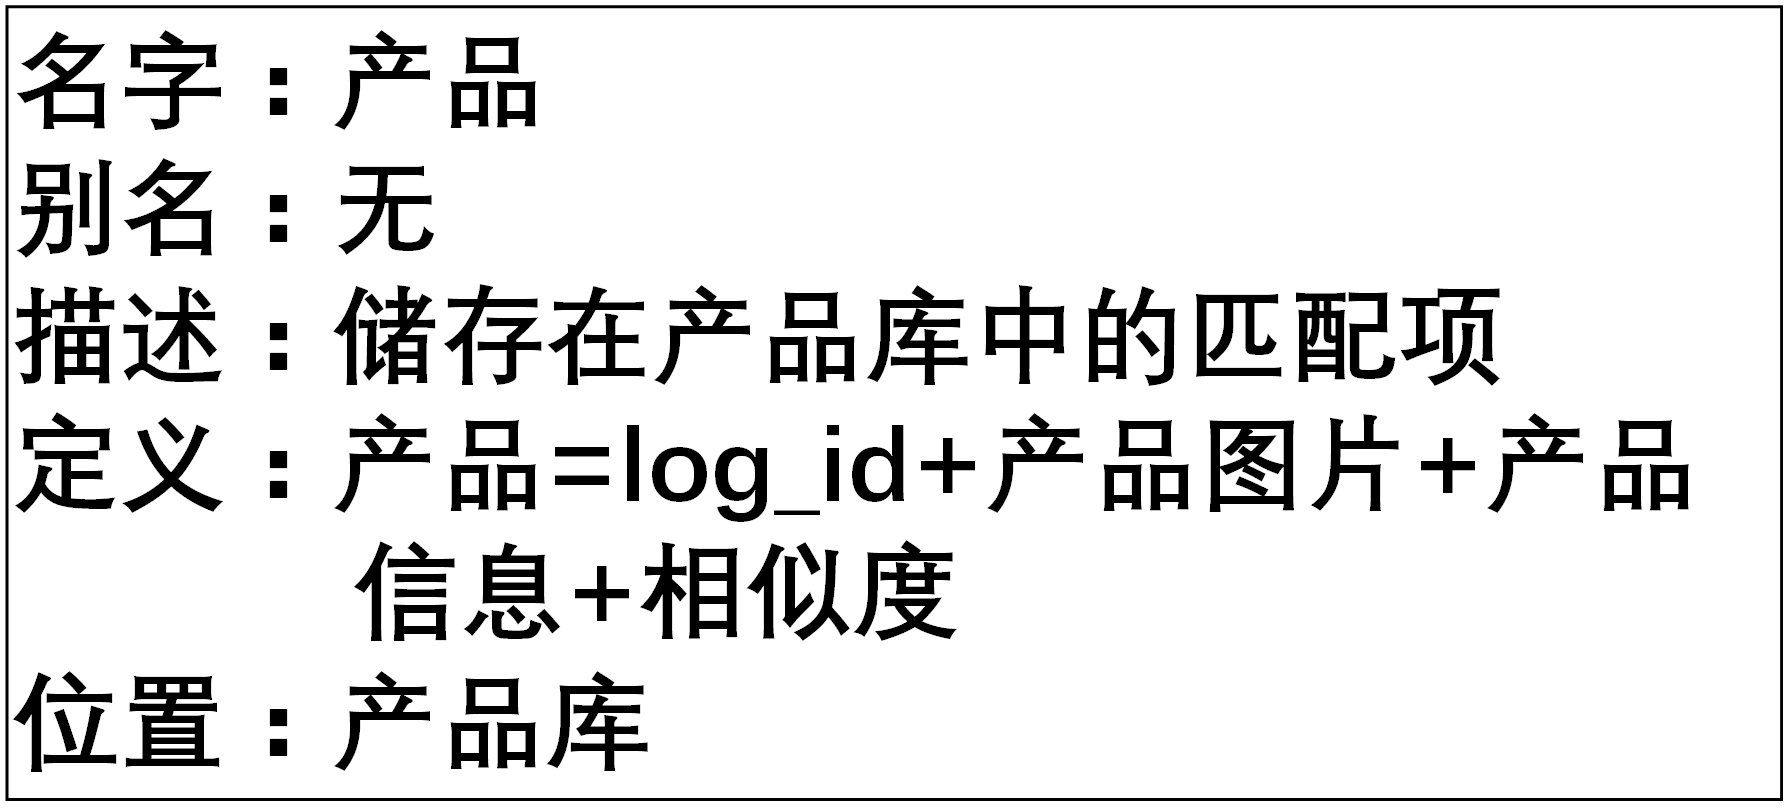 名字：产品
别名：无
描述：储存在产品库中的匹配项
定义：产品=log_id+产品图片+产品
信息+相似度
位置：产品库